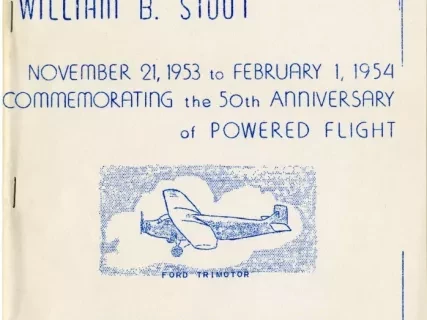 WILLIAM B. STOUT
NOVEMBER 21, 1953 to FEBRUARY 1, 1954
COMMEMORATING the 50th ANNIVERSARY
of POWERED FLIGHT
FORD TRIMOTOR